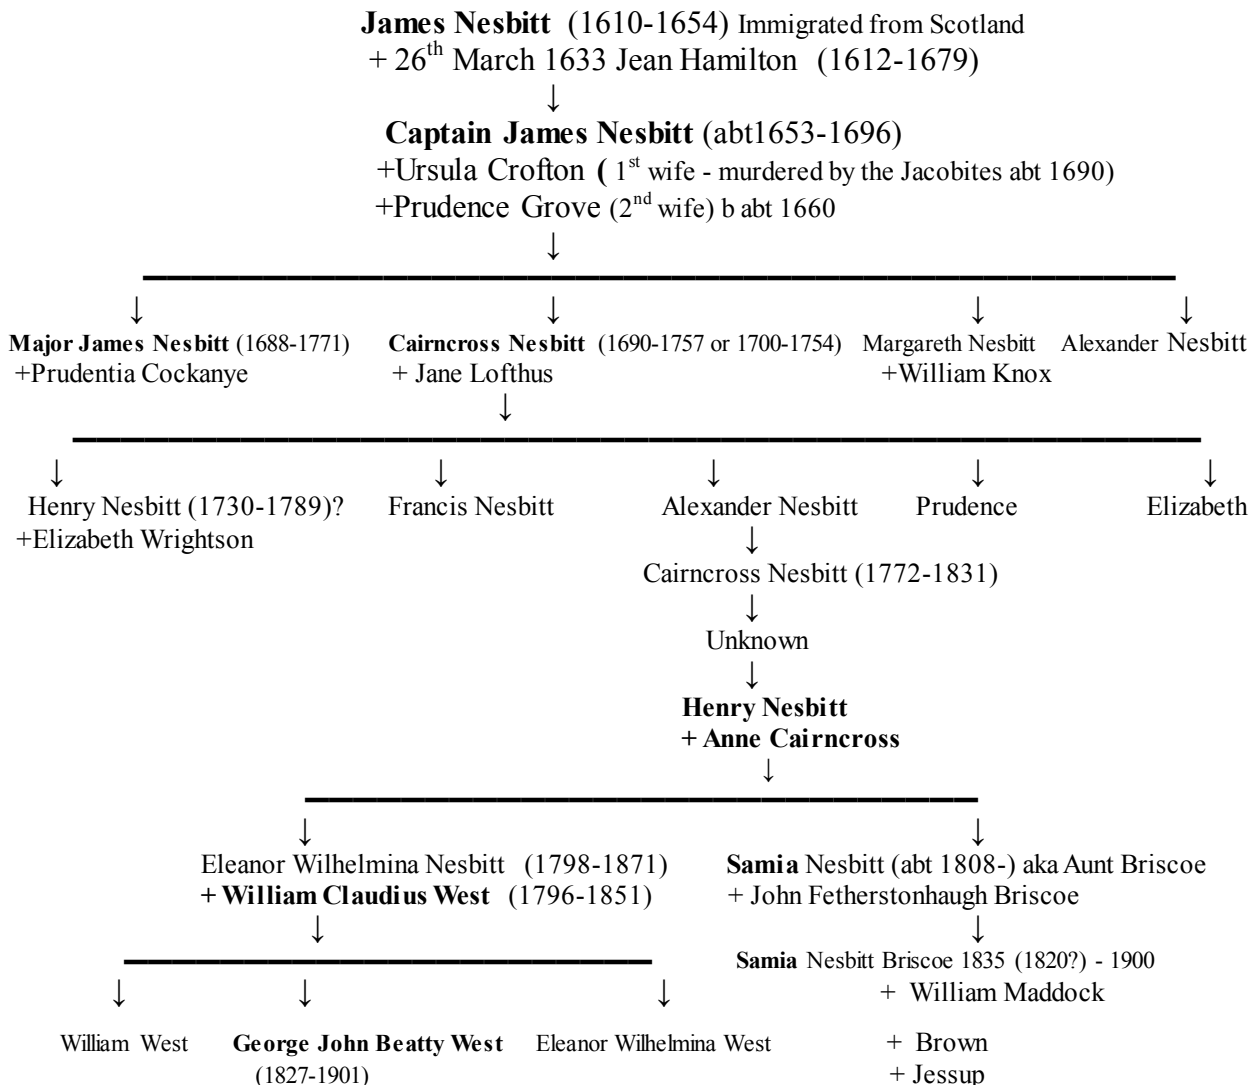 James Nesbitt (1610-1654) Immigrated from Scotland
+ 26th March 1633 Jean Hamilton (1612-1679)
↓
Captain James Nesbitt (abt1653-1696)
+Ursula Crofton ( 1st wife - murdered by the Jacobites abt 1690)
+Prudence Grove (2nd wife) b abt 1660
↓
↓ ↓ ↓ ↓
Major James Nesbitt (1688-1771) Cairncross Nesbitt (1690-1757 or 1700-1754) Margareth Nesbitt Alexander Nesbitt
+Prudentia Cockanye + Jane Lofthus +William Knox
↓
↓ ↓ ↓ ↓ ↓
Henry Nesbitt (1730-1789)? Francis Nesbitt Alexander Nesbitt Prudence Elizabeth
+Elizabeth Wrightson
↓
Cairncross Nesbitt (1772-1831)
↓
Unknown
↓
Henry Nesbitt
+ Anne Cairncross
↓
↓ ↓
Eleanor Wilhelmina Nesbitt (1798-1871) Samia Nesbitt (abt 1808-) aka Aunt Briscoe
+ William Claudius West (1796-1851) + John Fetherstonhaugh Briscoe
↓ ↓
Samia Nesbitt Briscoe 1835 (1820?) - 1900
↓ ↓ ↓ + William Maddock
William West George John Beatty West Eleanor Wilhelmina West + Brown
(1827-1901) + Jessup